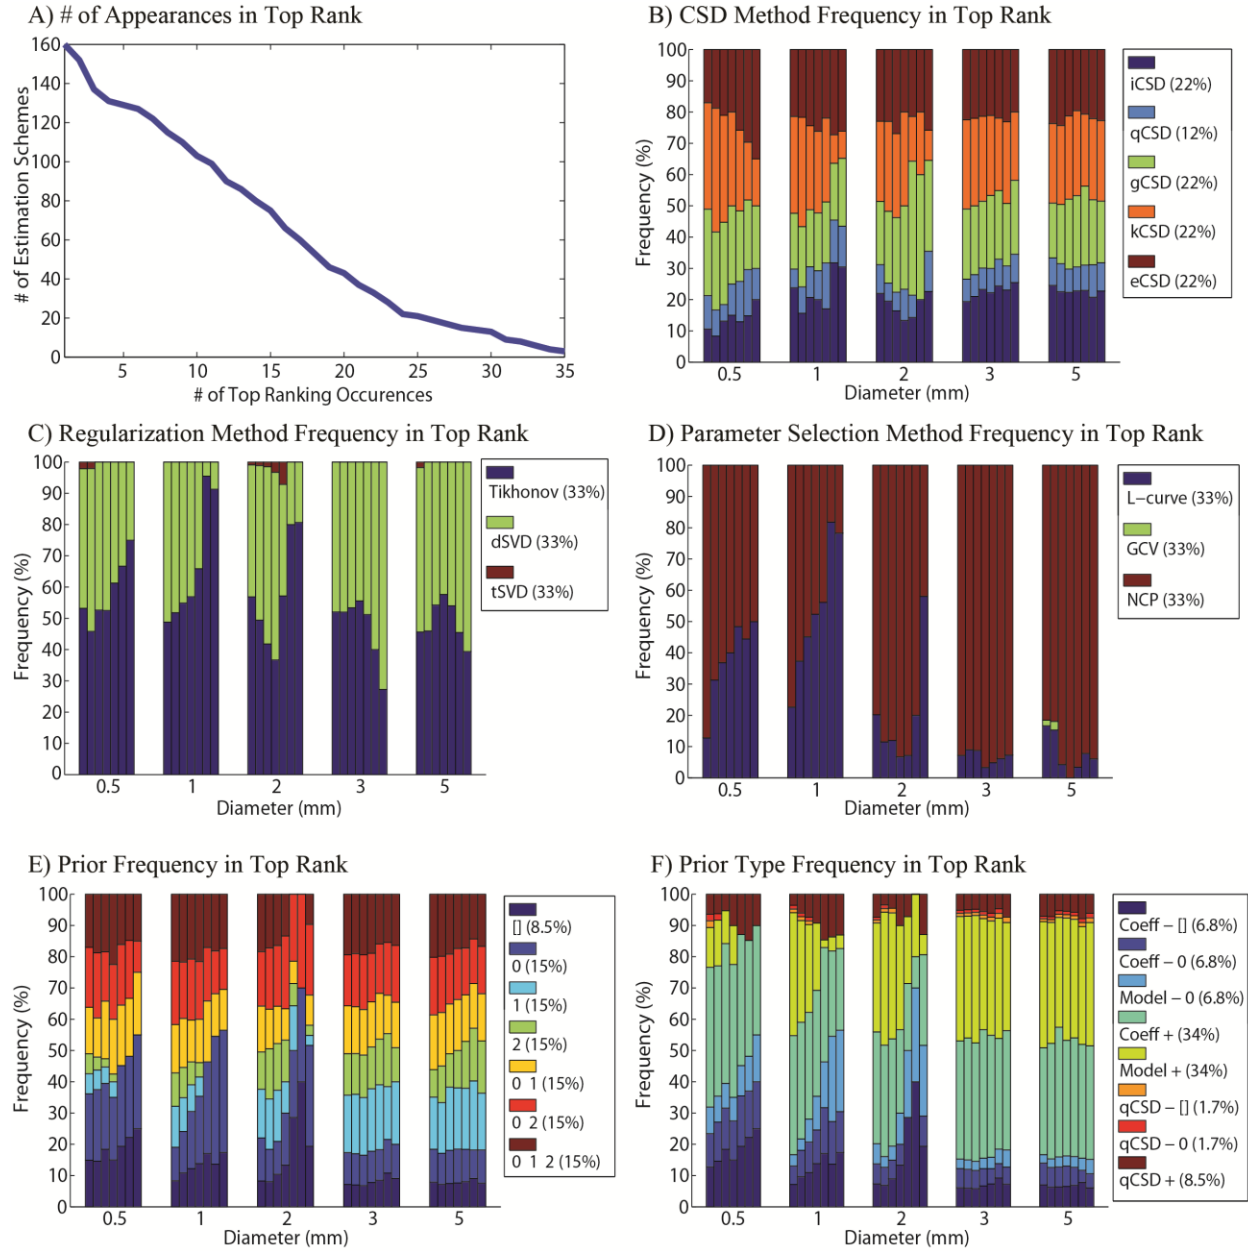 A) # of Appearances in Top Rank
160
140
120
100
80
60
40
20
0
# of Estimation Schemes
5 10 15 20 25 30 35
# of Top Ranking Occurences
B) CSD Method Frequency in Top Rank
100
90
80
70
60
50
40
30
20
10
0
Frequency (%)
0.5 1 2 3 5
Diameter (mm)
iCSD (22%)
qCSD (12%)
gCSD (22%)
kCSD (22%)
eCSD (22%)
C) Regularization Method Frequency in Top Rank
100
90
80
70
60
50
40
30
20
10
0
Frequency (%)
0.5 1 2 3 5
Diameter (mm)
Tikhonov (33%)
dSVD (33%)
tSVD (33%)
D) Parameter Selection Method Frequency in Top Rank
100
90
80
70
60
50
40
30
20
10
0
Frequency (%)
0.5 1 2 3 5
Diameter (mm)
L−curve (33%)
GCV (33%)
NCP (33%)
E) Prior Frequency in Top Rank
100
90
80
70
60
50
40
30
20
10
0
Frequency (%)
0.5 1 2 3 5
Diameter (mm)
[] (8.5%)
0 (15%)
1 (15%)
2 (15%)
0 1 (15%)
0 2 (15%)
0 1 2 (15%)
F) Prior Type Frequency in Top Rank
100
90
80
70
60
50
40
30
20
10
0
Frequency (%)
0.5 1 2 3 5
Diameter (mm)
Coeff − [] (6.8%)
Coeff − 0 (6.8%)
Model − 0 (6.8%)
Coeff + (34%)
Model + (34%)
qCSD − [] (1.7%)
qCSD − 0 (1.7%)
qCSD + (8.5%)